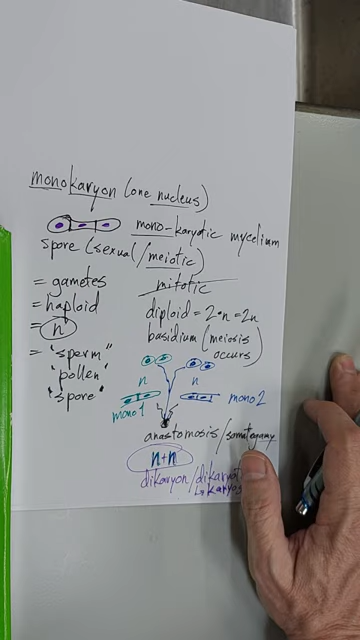 monokaryon (one nucleus)
mono-karyotic mycelium
spore (sexual/meiotic)
= gametes
mitotic
= haploid
diploid = 2•n = 2n
= n
basidium (meiosis
occurs)
= "sperm"
"pollen"
"spore"
n
n
mono 1
mono 2
anastomosis/somatogamy
n+n
dikaryon/